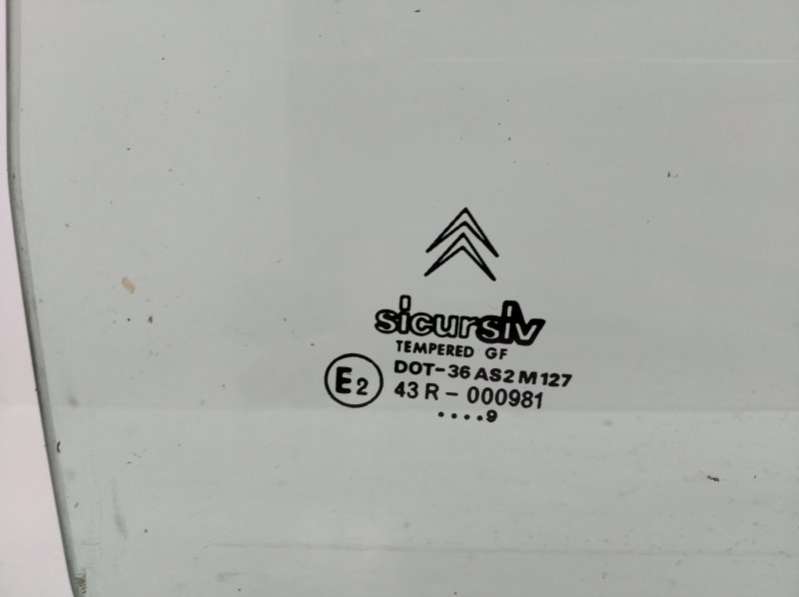 sicursiv
TEMPERED GF
E2
DOT-36 AS2 M127
43 R - 000981
....9